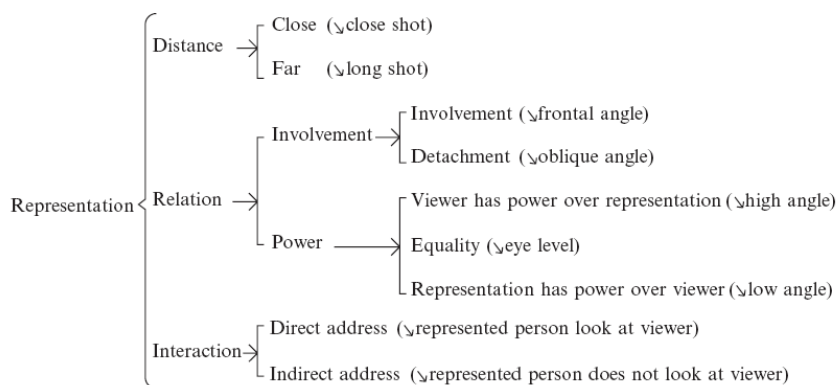 Close (↘close shot)
Distance
Far (↘long shot)
Involvement (↘frontal angle)
Involvement
Detachment (↘oblique angle)
Representation
Relation
Viewer has power over representation (↘high angle)
Power
Equality (↘eye level)
Representation has power over viewer (↘low angle)
Direct address (↘represented person look at viewer)
Interaction
Indirect address (↘represented person does not look at viewer)